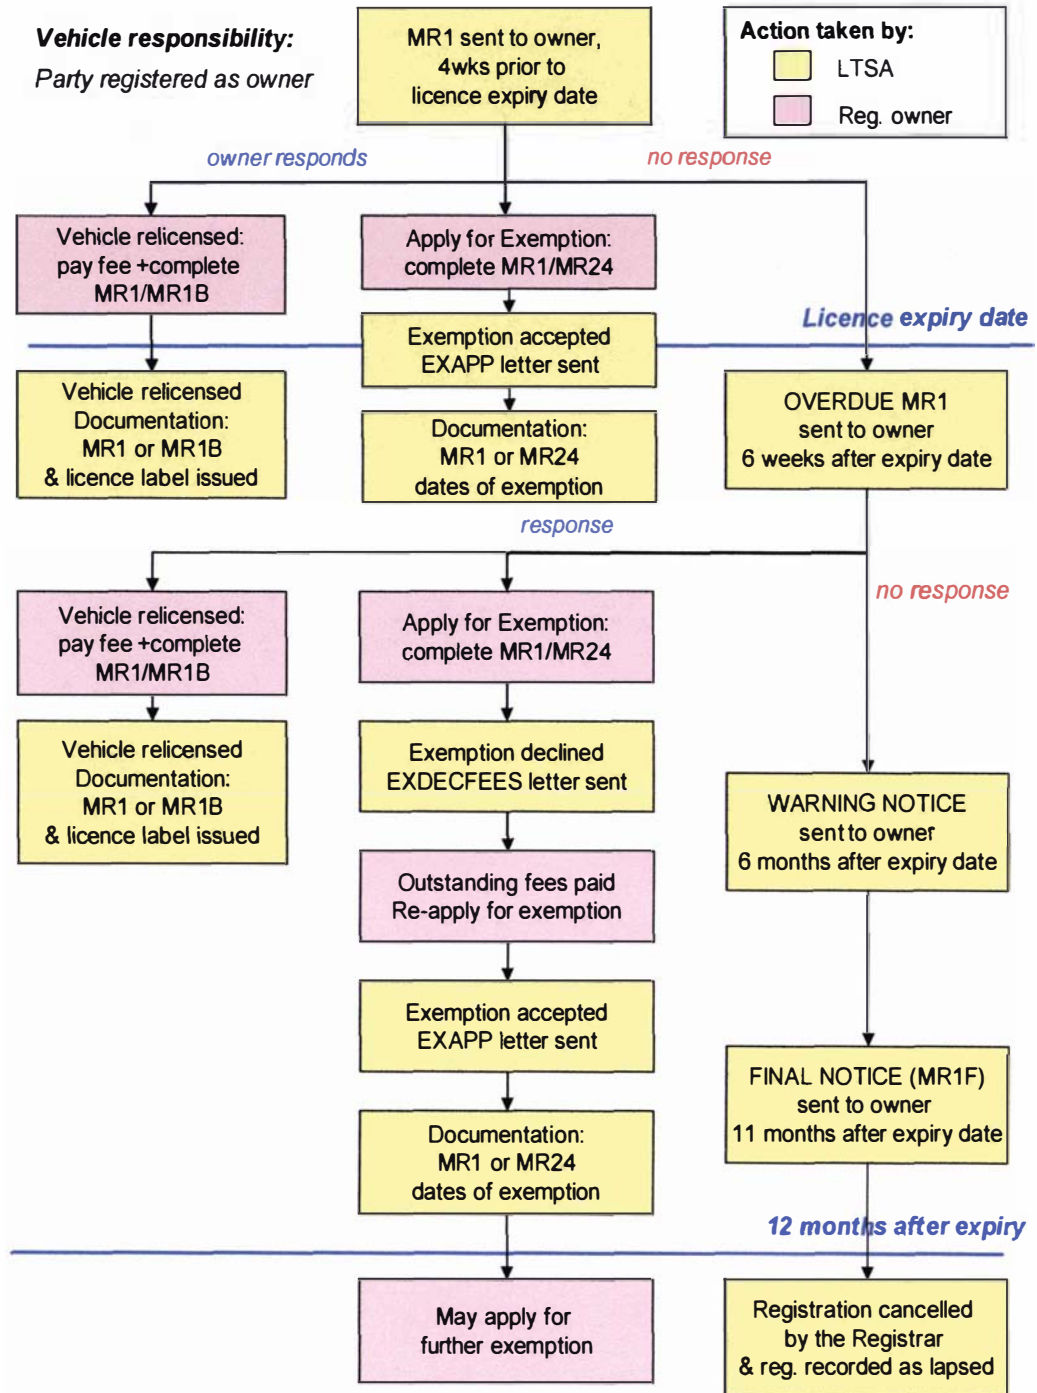 Vehicle responsibility:
Party registered as owner
MR1 sent to owner,
4wks prior to
licence expiry date
Action taken by:
LTSA
Reg. owner
owner responds
no response
Vehicle relicensed:
pay fee +complete
MR1/MR1B
Apply for Exemption:
complete MR1/MR24
Licence expiry date
Exemption accepted
EXAPP letter sent
Vehicle relicensed
Documentation:
MR1 or MR1B
& licence label issued
Documentation:
MR1 or MR24
dates of exemption
OVERDUE MR1
sent to owner
6 weeks after expiry date
response
no response
Vehicle relicensed:
pay fee +complete
MR1/MR1B
Apply for Exemption:
complete MR1/MR24
Vehicle relicensed
Documentation:
MR1 or MR1B
& licence label issued
Exemption declined
EXDECFEES letter sent
WARNING NOTICE
sent to owner
6 months after expiry date
Outstanding fees paid
Re-apply for exemption
Exemption accepted
EXAPP letter sent
FINAL NOTICE (MR1F)
sent to owner
11 months after expiry date
Documentation:
MR1 or MR24
dates of exemption
12 months after expiry
May apply for
further exemption
Registration cancelled
by the Registrar
& reg. recorded as lapsed